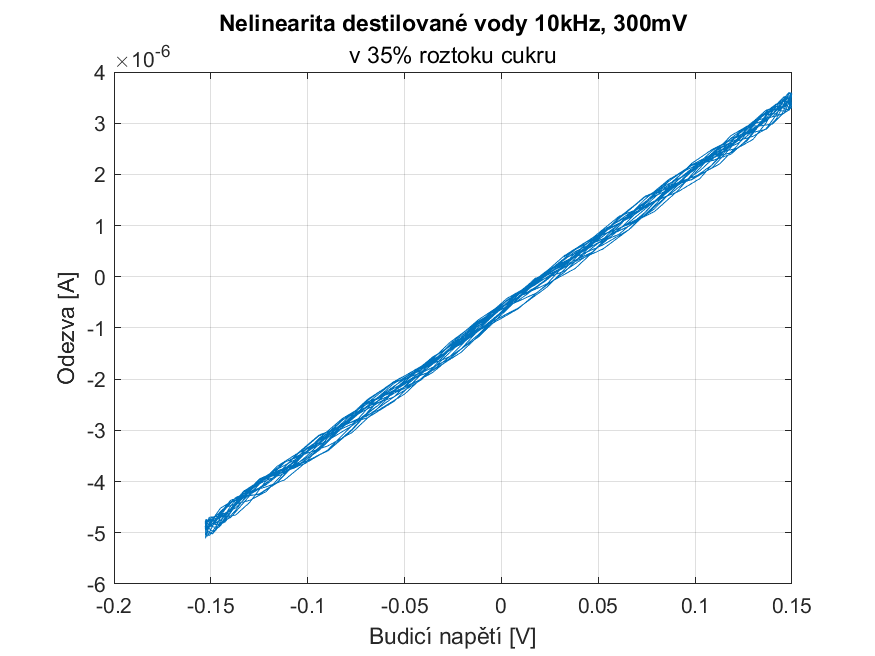 Nelinearita destilované vody 10kHz, 300mV
v 35% roztoku cukru
×10-6
4
3
2
1
0
-1
-2
-3
-4
-5
-6
Odezva [A]
-0.2 -0.15 -0.1 -0.05 0 0.05 0.1 0.15
Budicí napětí [V]